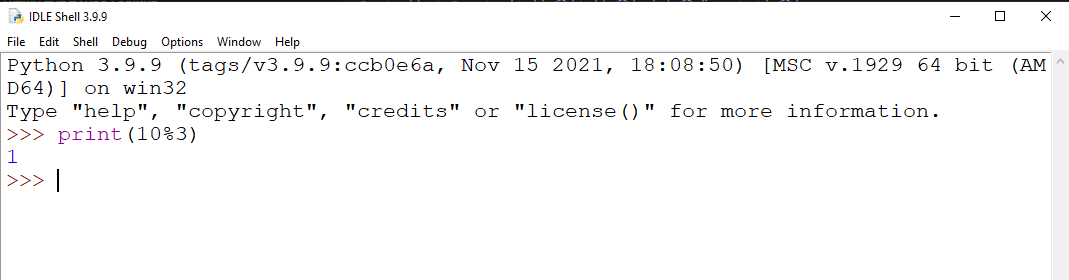 IDLE Shell 3.9.9
File Edit Shell Debug Options Window Help
Python 3.9.9 (tags/v3.9.9:ccb0e6a, Nov 15 2021, 18:08:50) [MSC v.1929 64 bit (AM
D64)] on win32
Type "help", "copyright", "credits" or "license()" for more information.
>>> print(10%3)
1
>>>